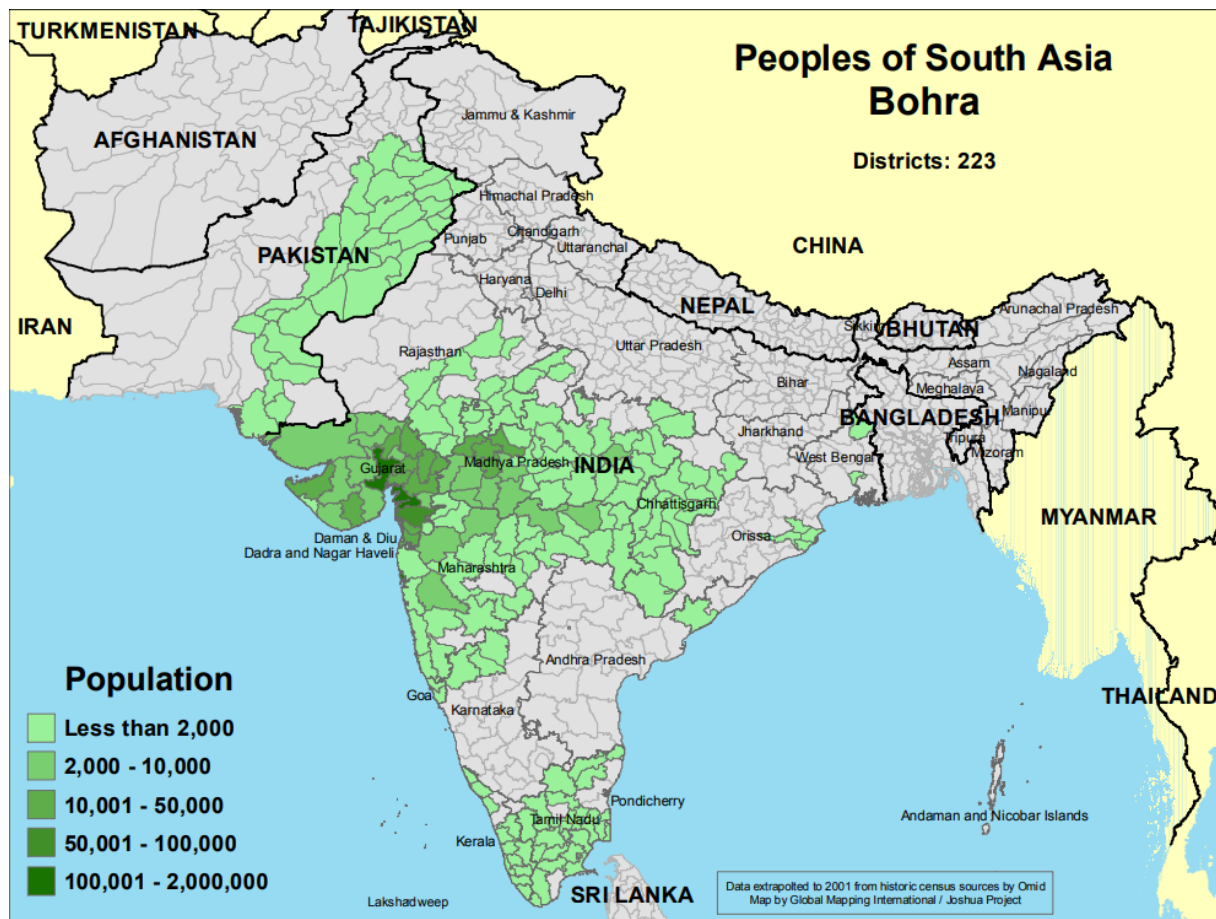 Peoples of South Asia
Bohra
Districts: 223
TURKMENISTAN
TAJIKISTAN
AFGHANISTAN
Jammu & Kashmir
Himachal Pradesh
Chandigarh
Punjab
Uttaranchal
PAKISTAN
CHINA
Haryana
Delhi
NEPAL
IRAN
Sikkim
BHUTAN
Arunachal Pradesh
Rajasthan
Uttar Pradesh
Assam
Nagaland
Bihar
Meghalaya
BANGLADESH
Manipu
Jharkhand
Tripura
Mizoram
West Bengal
Gujarat
Madhya Pradesh
INDIA
Chhattisgarh
MYANMAR
Orissa
Daman & Diu
Dadra and Nagar Haveli
Maharashtra
Andhra Pradesh
Goa
Karnataka
THAILAND
Pondicherry
Andaman and Nicobar Islands
Tamil Nadu
Kerala
SRI LANKA
Lakshadweep
Population
Less than 2,000
2,000 - 10,000
10,001 - 50,000
50,001 - 100,000
100,001 - 2,000,000
Data extrapolted to 2001 from historic census sources by Omid
Map by Global Mapping International / Joshua Project